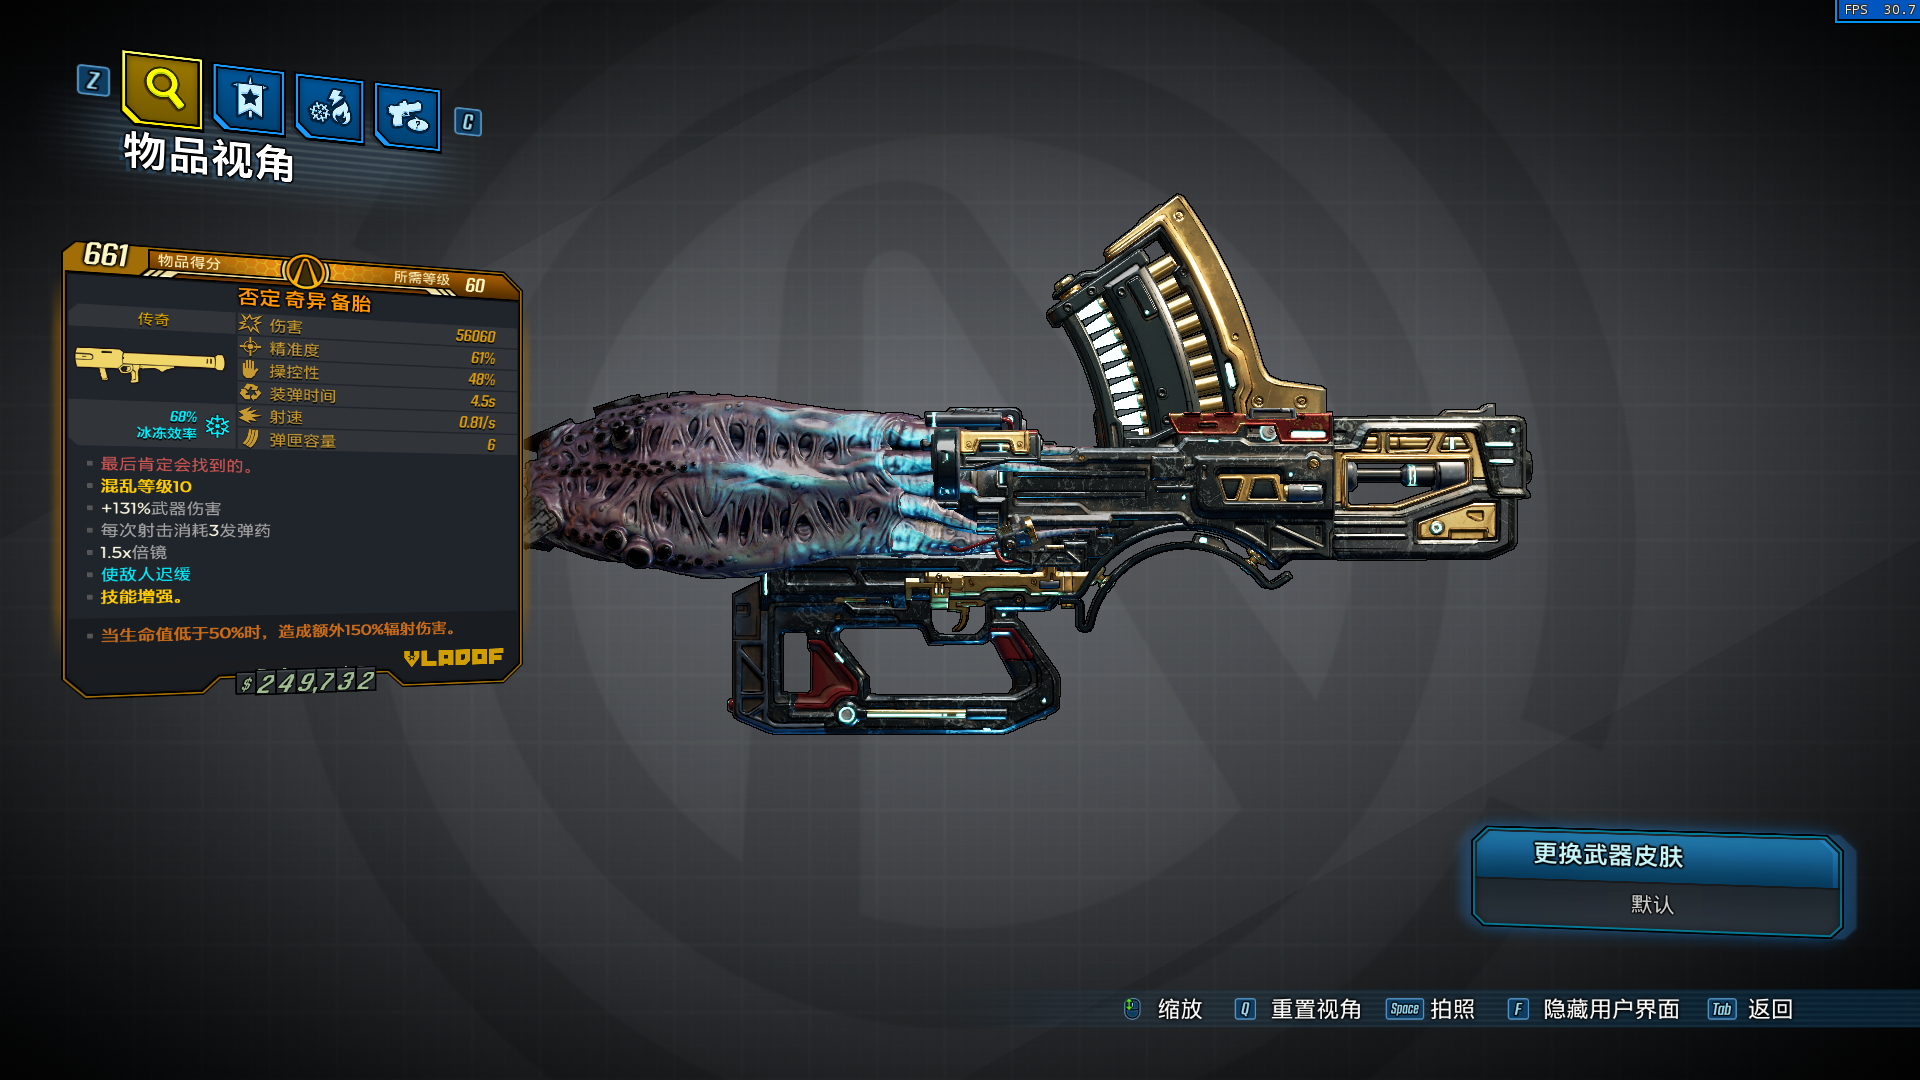 FPS 30.7
Z
C
物品视角
661 物品得分 所需等级 60
否定 奇异 备胎
传奇
伤害 56060
精准度 61%
操控性 48%
装弹时间 4.5s
射速 0.81/s
弹匣容量 6
68%
冰冻效率
最后肯定会找到的。
混乱等级10
+131%武器伤害
每次射击消耗3发弹药
1.5x倍镜
使敌人迟缓
技能增强。
当生命值低于50%时，造成额外150%辐射伤害。
VLADOF
$249,732
更换武器皮肤
默认
缩放 Q 重置视角 Space 拍照 F 隐藏用户界面 Tab 返回